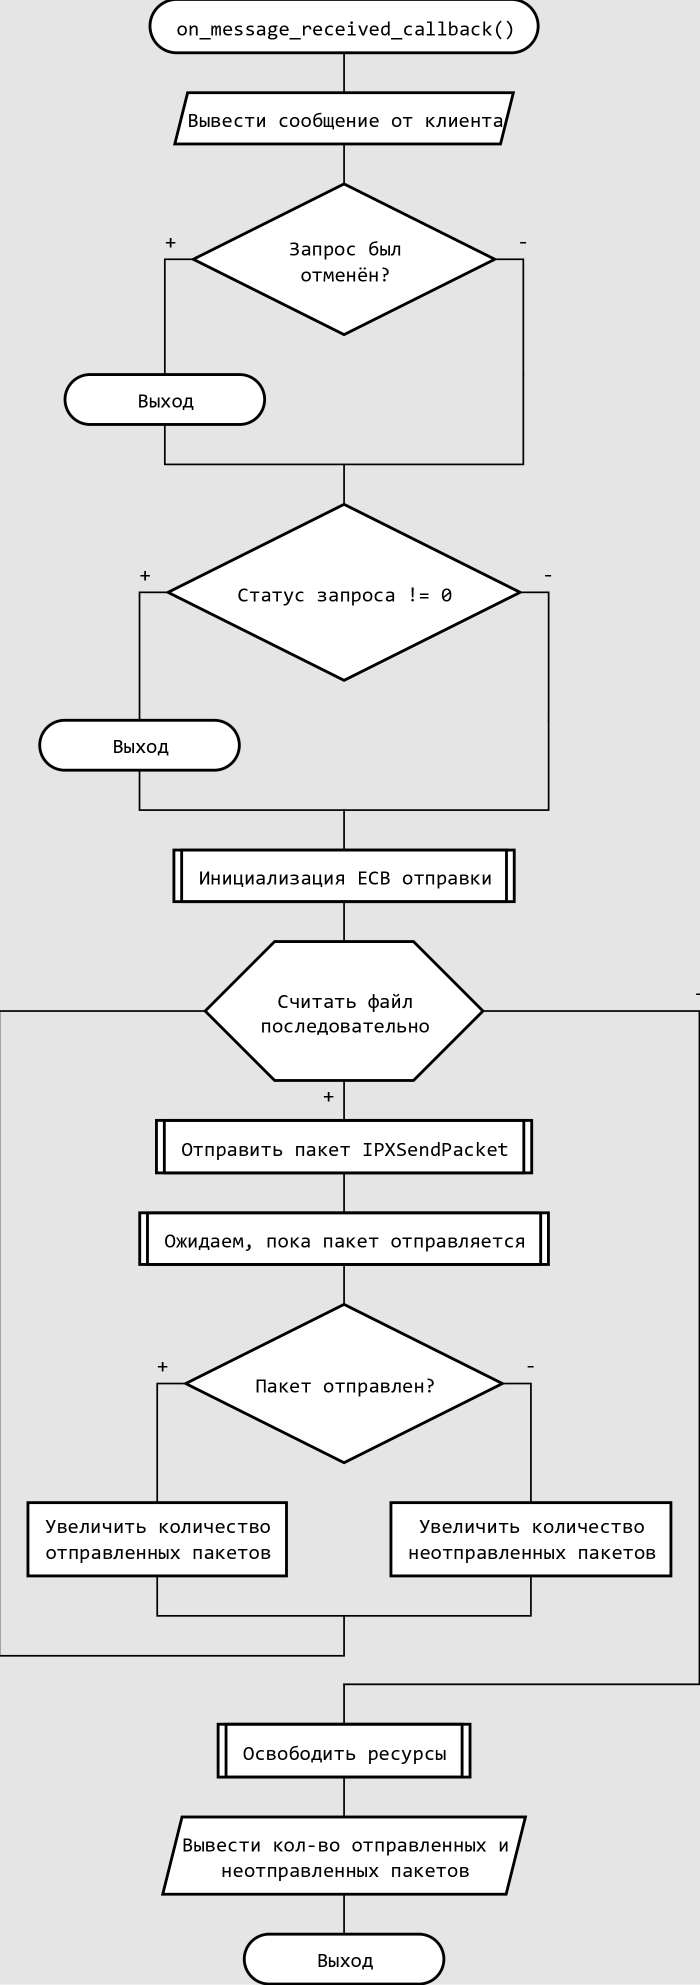 on_message_received_callback()
Вывести сообщение от клиента
+
-
Запрос был
отменён?
Выход
+
-
Статус запроса != 0
Выход
Инициализация ECB отправки
-
Считать файл
последовательно
+
Отправить пакет IPXSendPacket
Ожидаем, пока пакет отправляется
+
-
Пакет отправлен?
Увеличить количество
отправленных пакетов
Увеличить количество
неотправленных пакетов
Освободить ресурсы
Вывести кол-во отправленных и
неотправленных пакетов
Выход